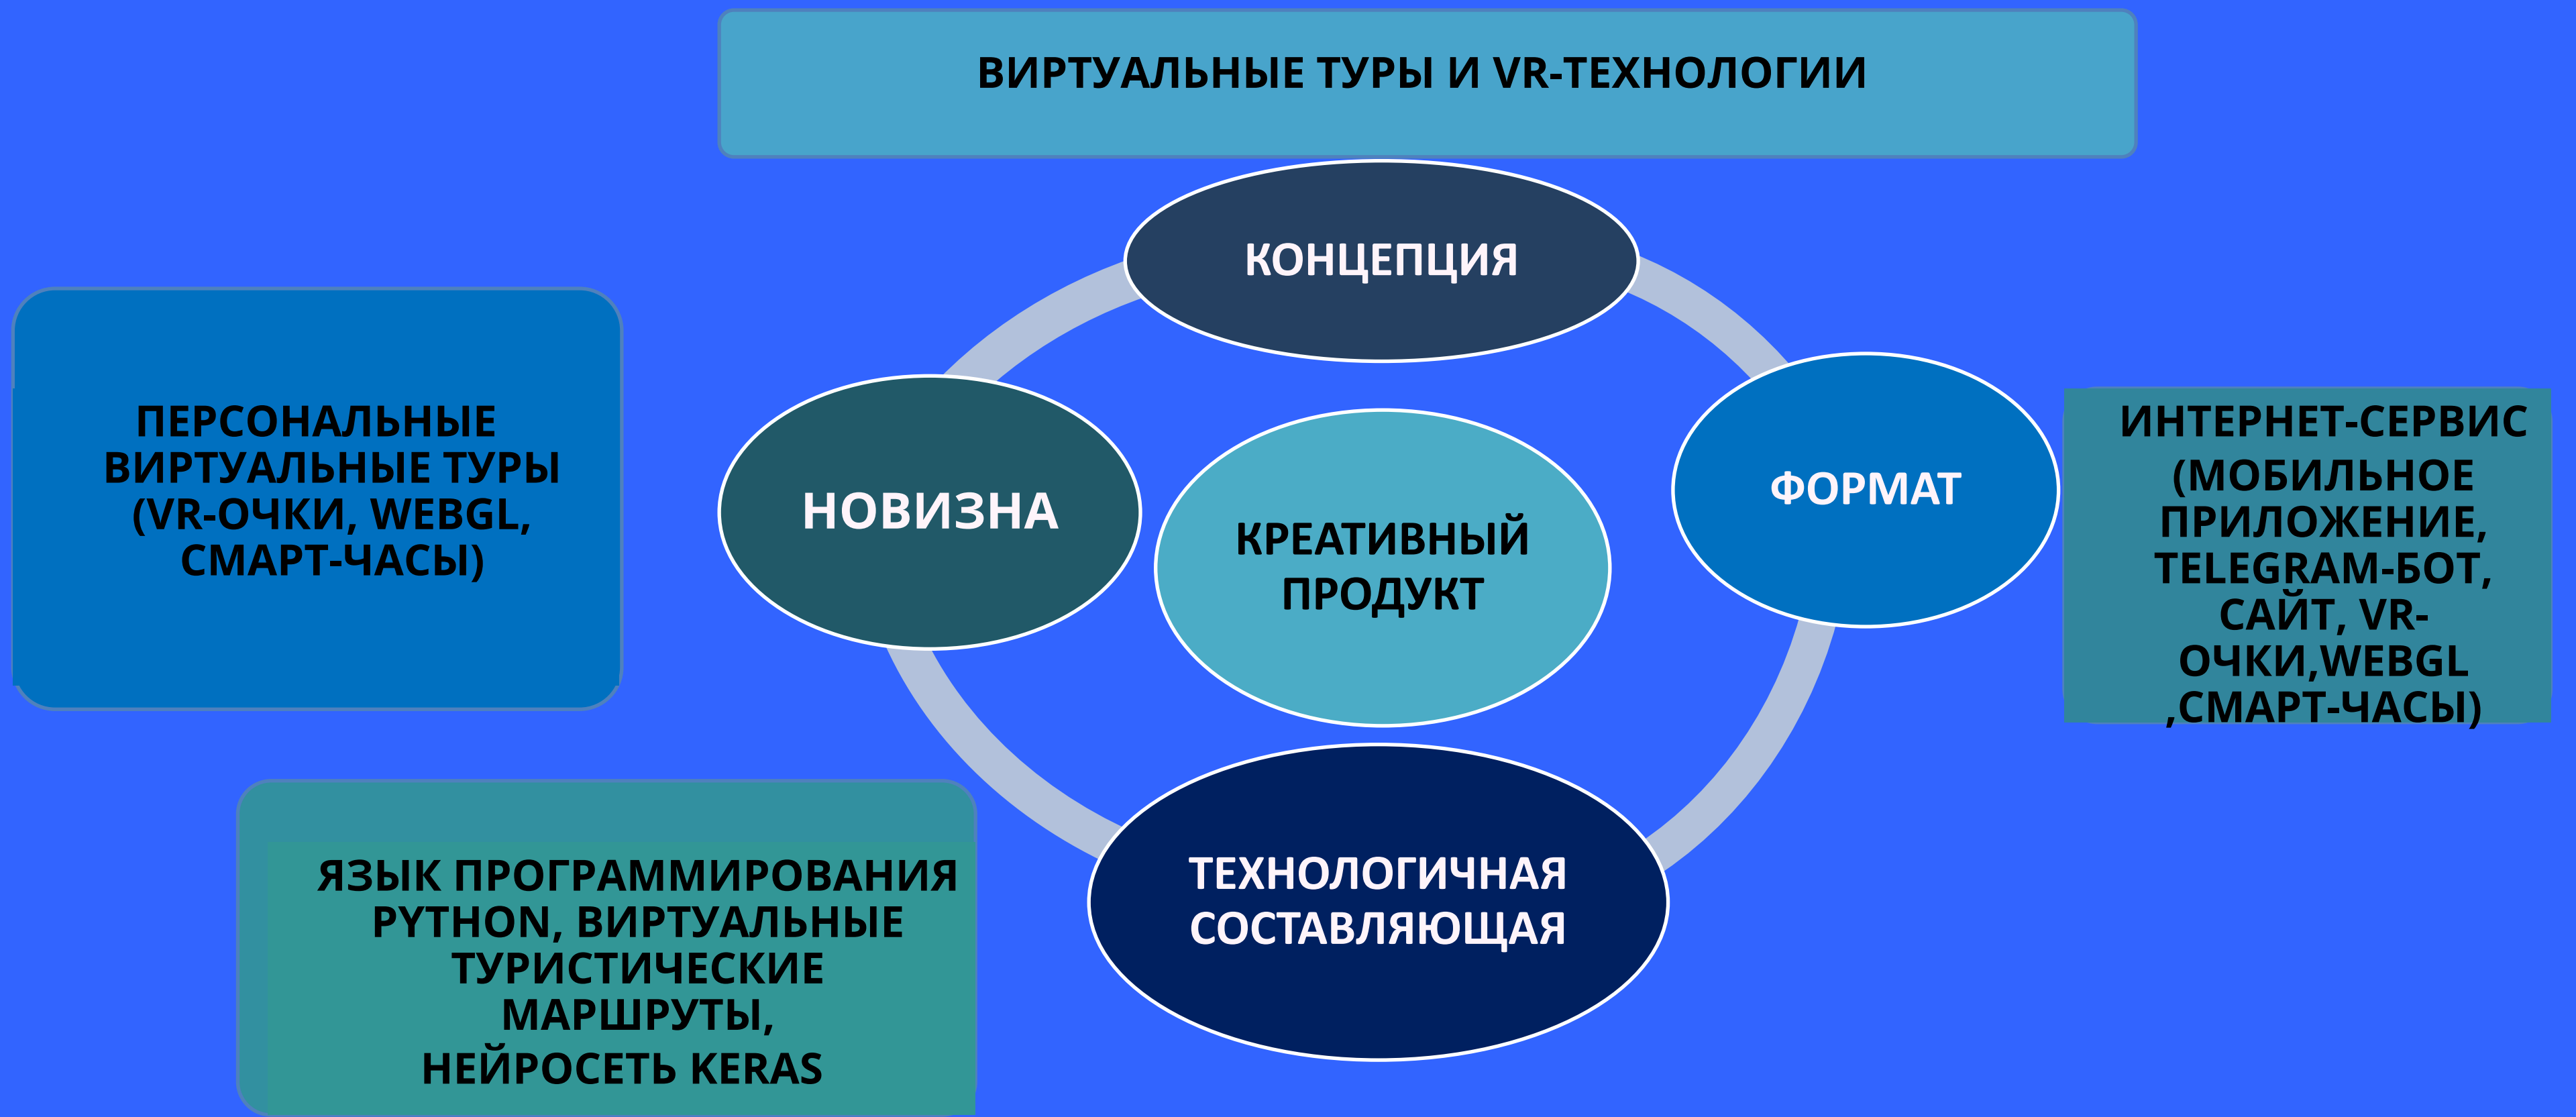 ВИРТУАЛЬНЫЕ ТУРЫ И VR-ТЕХНОЛОГИИ
КОНЦЕПЦИЯ
ПЕРСОНАЛЬНЫЕ
ВИРТУАЛЬНЫЕ ТУРЫ
(VR-ОЧКИ, WEBGL,
СМАРТ-ЧАСЫ)
НОВИЗНА
КРЕАТИВНЫЙ
ПРОДУКТ
ФОРМАТ
ИНТЕРНЕТ-СЕРВИС
(МОБИЛЬНОЕ
ПРИЛОЖЕНИЕ,
TELEGRAM-БОТ,
САЙТ, VR-
ОЧКИ,WEBGL
,СМАРТ-ЧАСЫ)
ТЕХНОЛОГИЧНАЯ
СОСТАВЛЯЮЩАЯ
ЯЗЫК ПРОГРАММИРОВАНИЯ
PYTHON, ВИРТУАЛЬНЫЕ
ТУРИСТИЧЕСКИЕ
МАРШРУТЫ,
НЕЙРОСЕТЬ KERAS